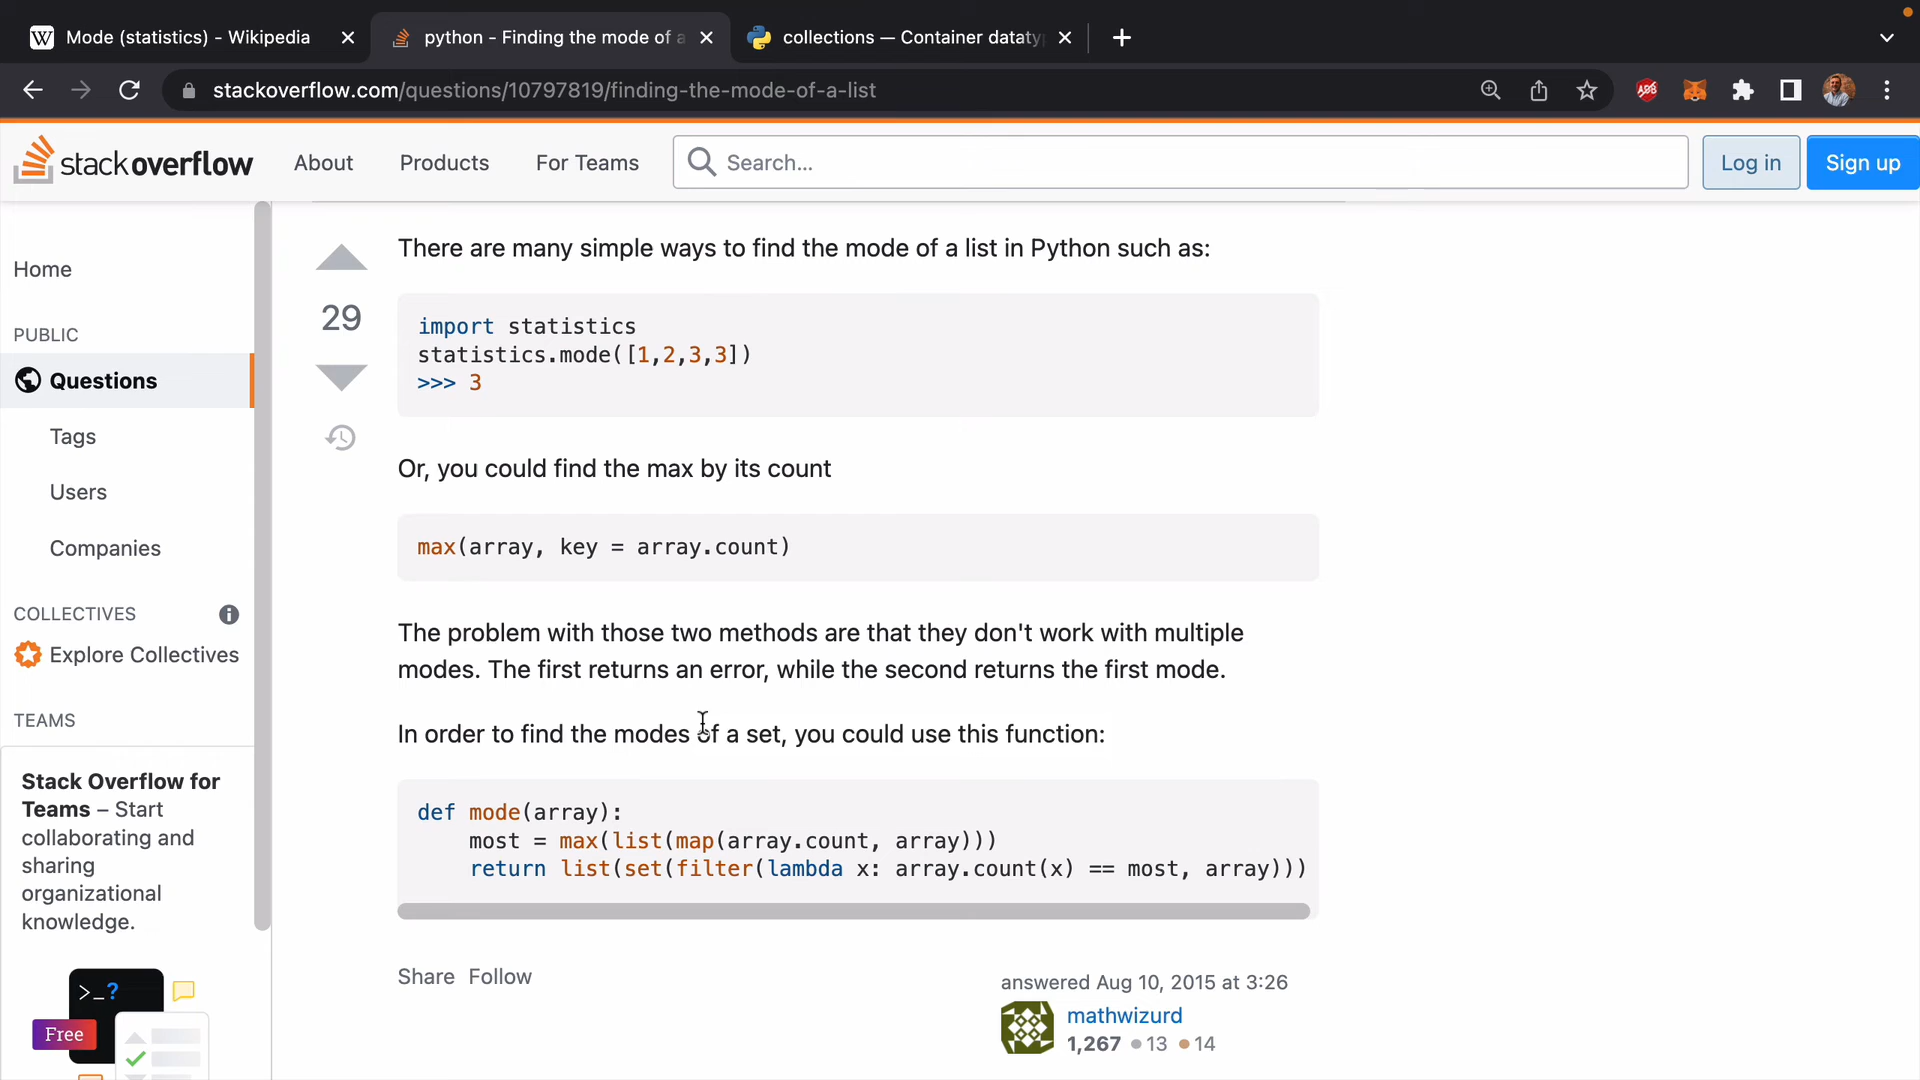 Mode (statistics) - Wikipedia
python - Finding the mode of a
collections — Container dataty
stackoverflow.com/questions/10797819/finding-the-mode-of-a-list
stackoverflow
About
Products
For Teams
Search...
Log in
Sign up
Home
PUBLIC
Questions
Tags
Users
Companies
COLLECTIVES
Explore Collectives
TEAMS
Stack Overflow for
Teams – Start
collaborating and
sharing
organizational
knowledge.
>_?
Free
29
There are many simple ways to find the mode of a list in Python such as:
import statistics
statistics.mode([1,2,3,3])
>>> 3
Or, you could find the max by its count
max(array, key = array.count)
The problem with those two methods are that they don't work with multiple
modes. The first returns an error, while the second returns the first mode.
In order to find the modes of a set, you could use this function:
def mode(array):
    most = max(list(map(array.count, array)))
    return list(set(filter(lambda x: array.count(x) == most, array)))
Share Follow
answered Aug 10, 2015 at 3:26
mathwizurd
1,267 13 14